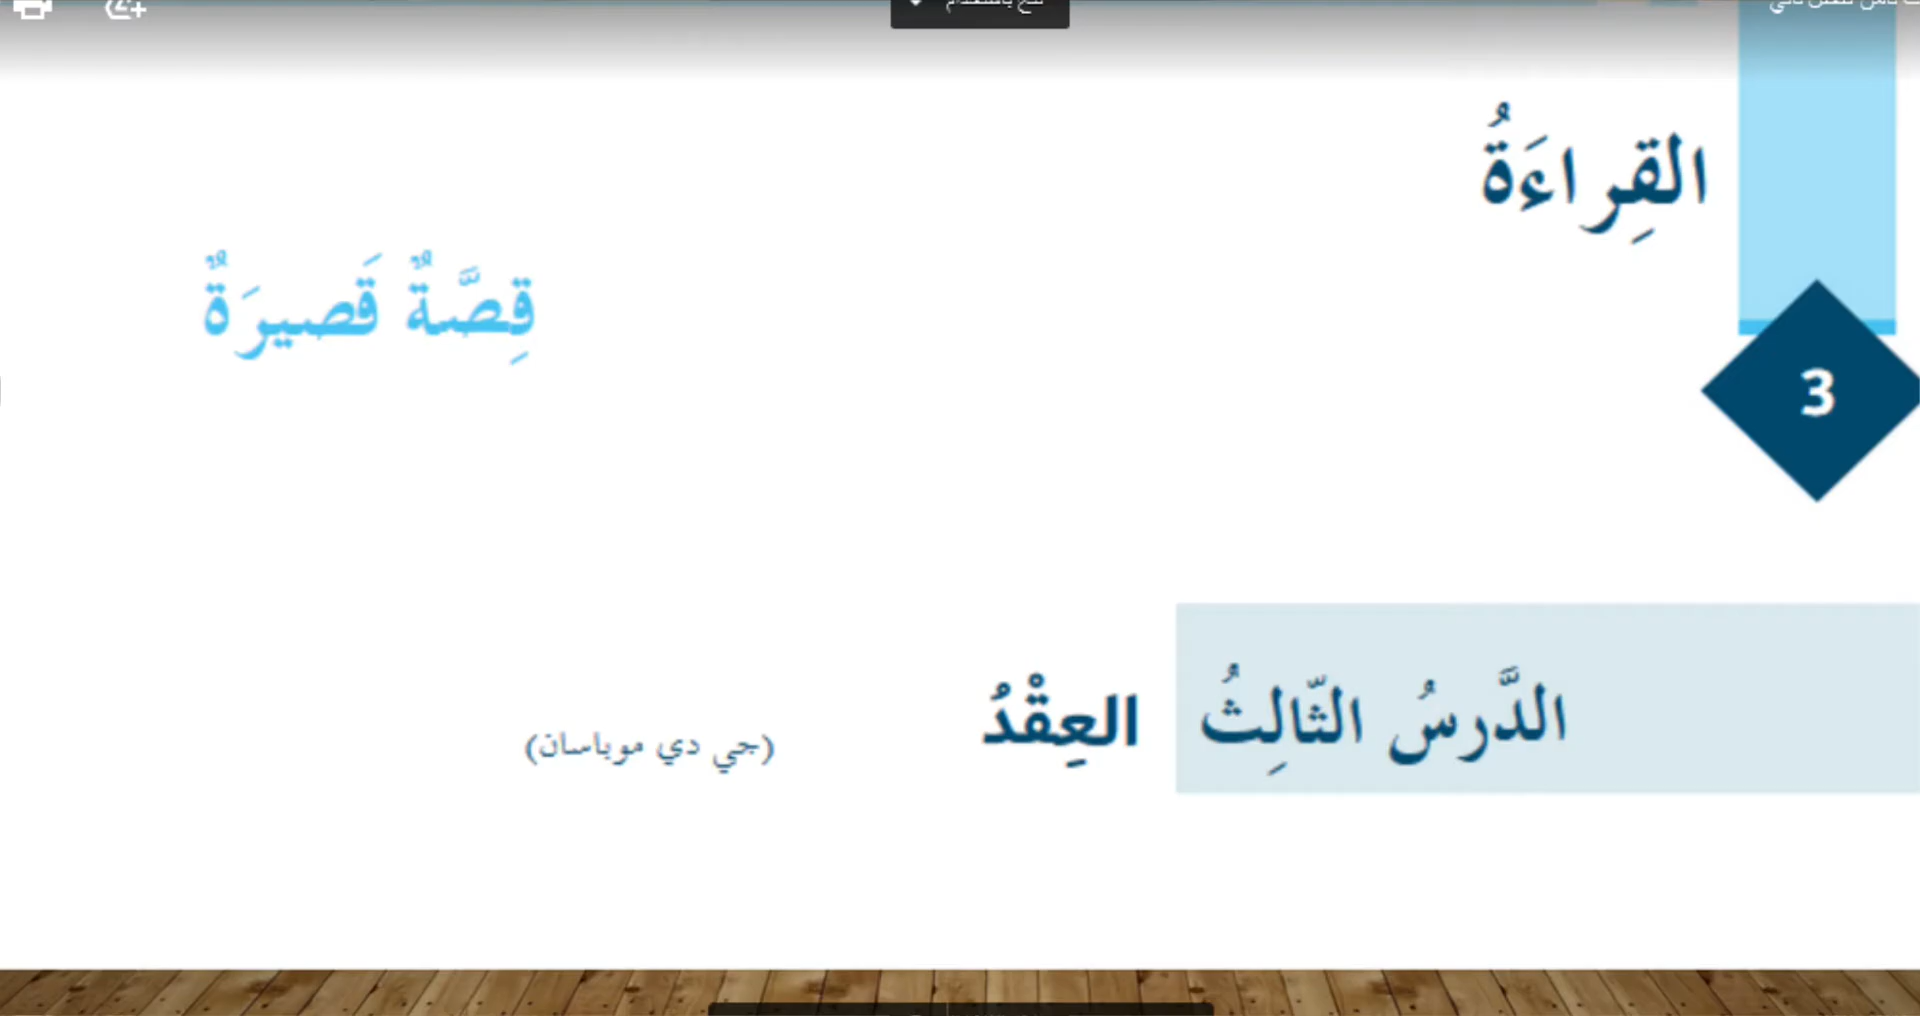 القِراءَةُ
قِصَّةٌ قَصيرَةٌ
3
الدَّرسُ الثّالِثُ العِقْدُ (جي دي موباسان)